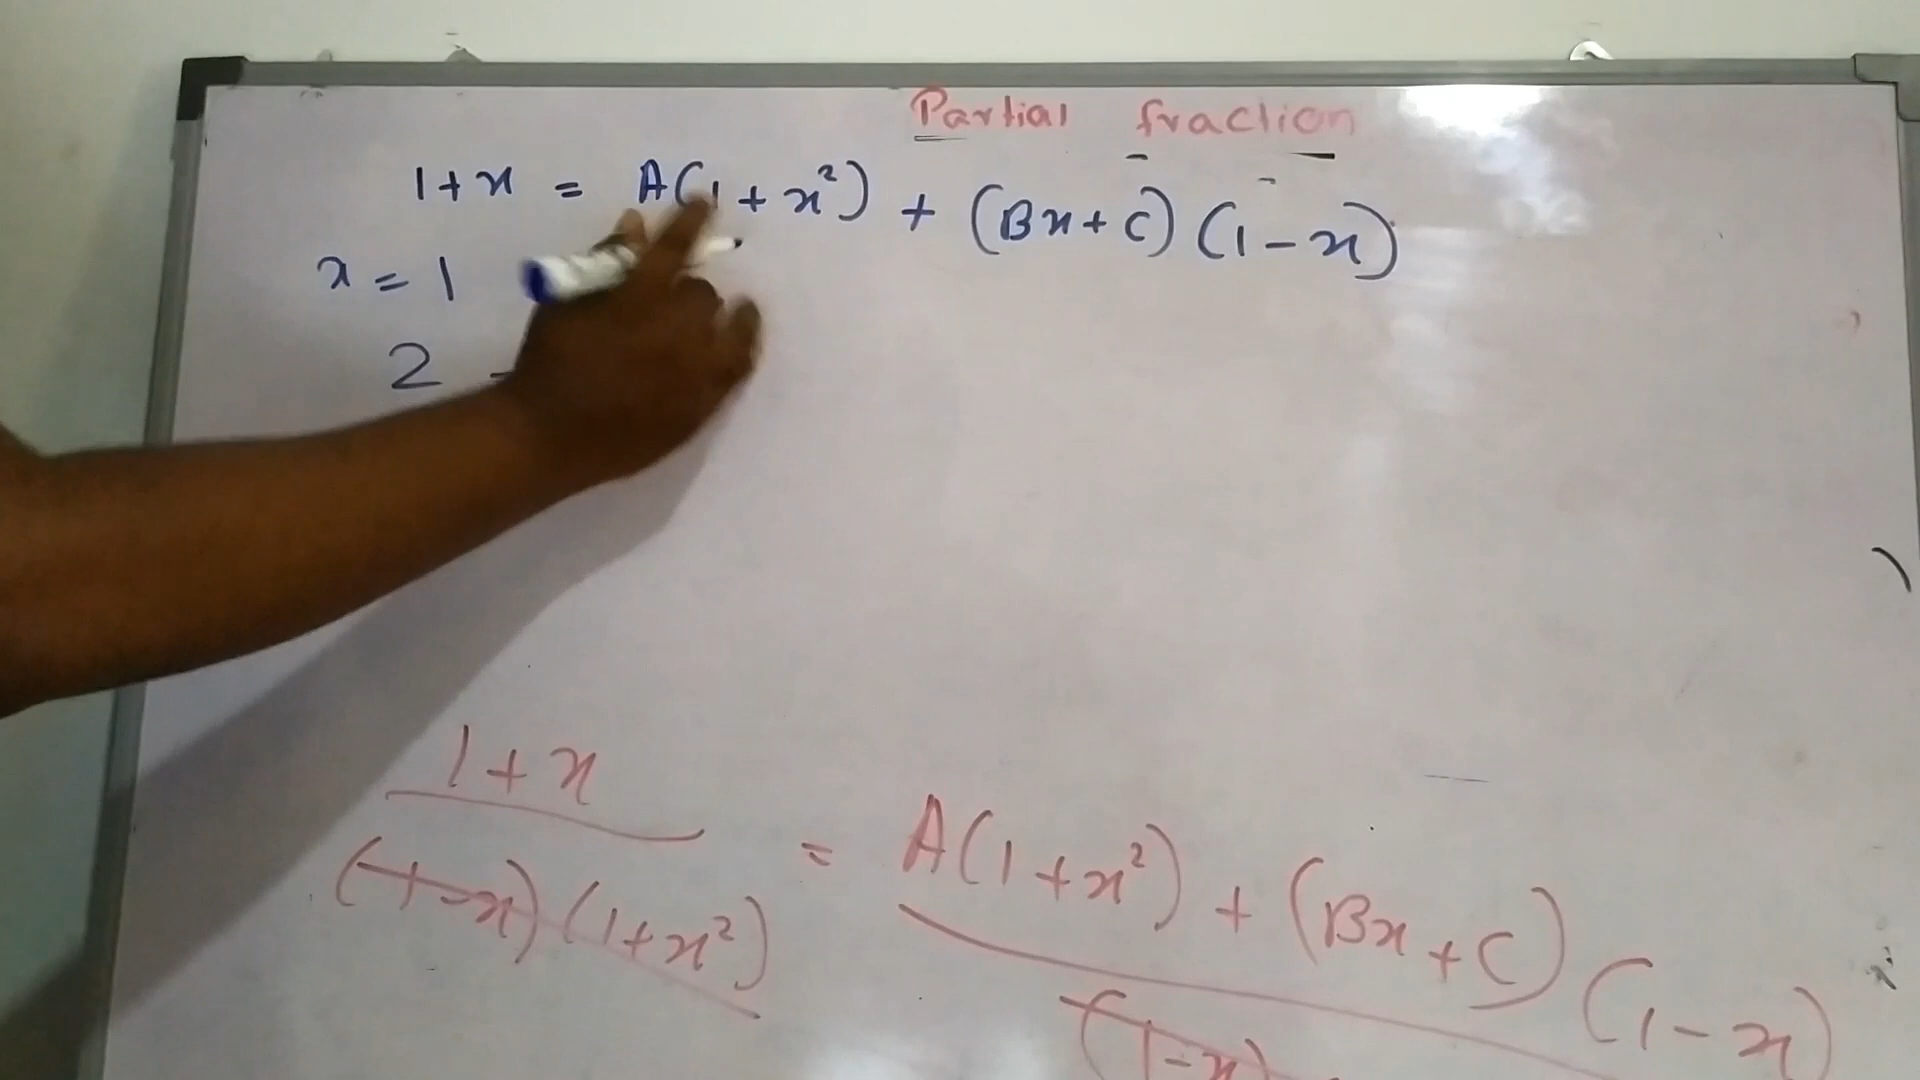 Partial fraction
1+x = A(1+x²) + (Bx+C)(1-x)
x = 1
2
1+x
(1-x)(1+x²) = A(1+x²) + (Bx+C)(1-x)
(1-x)